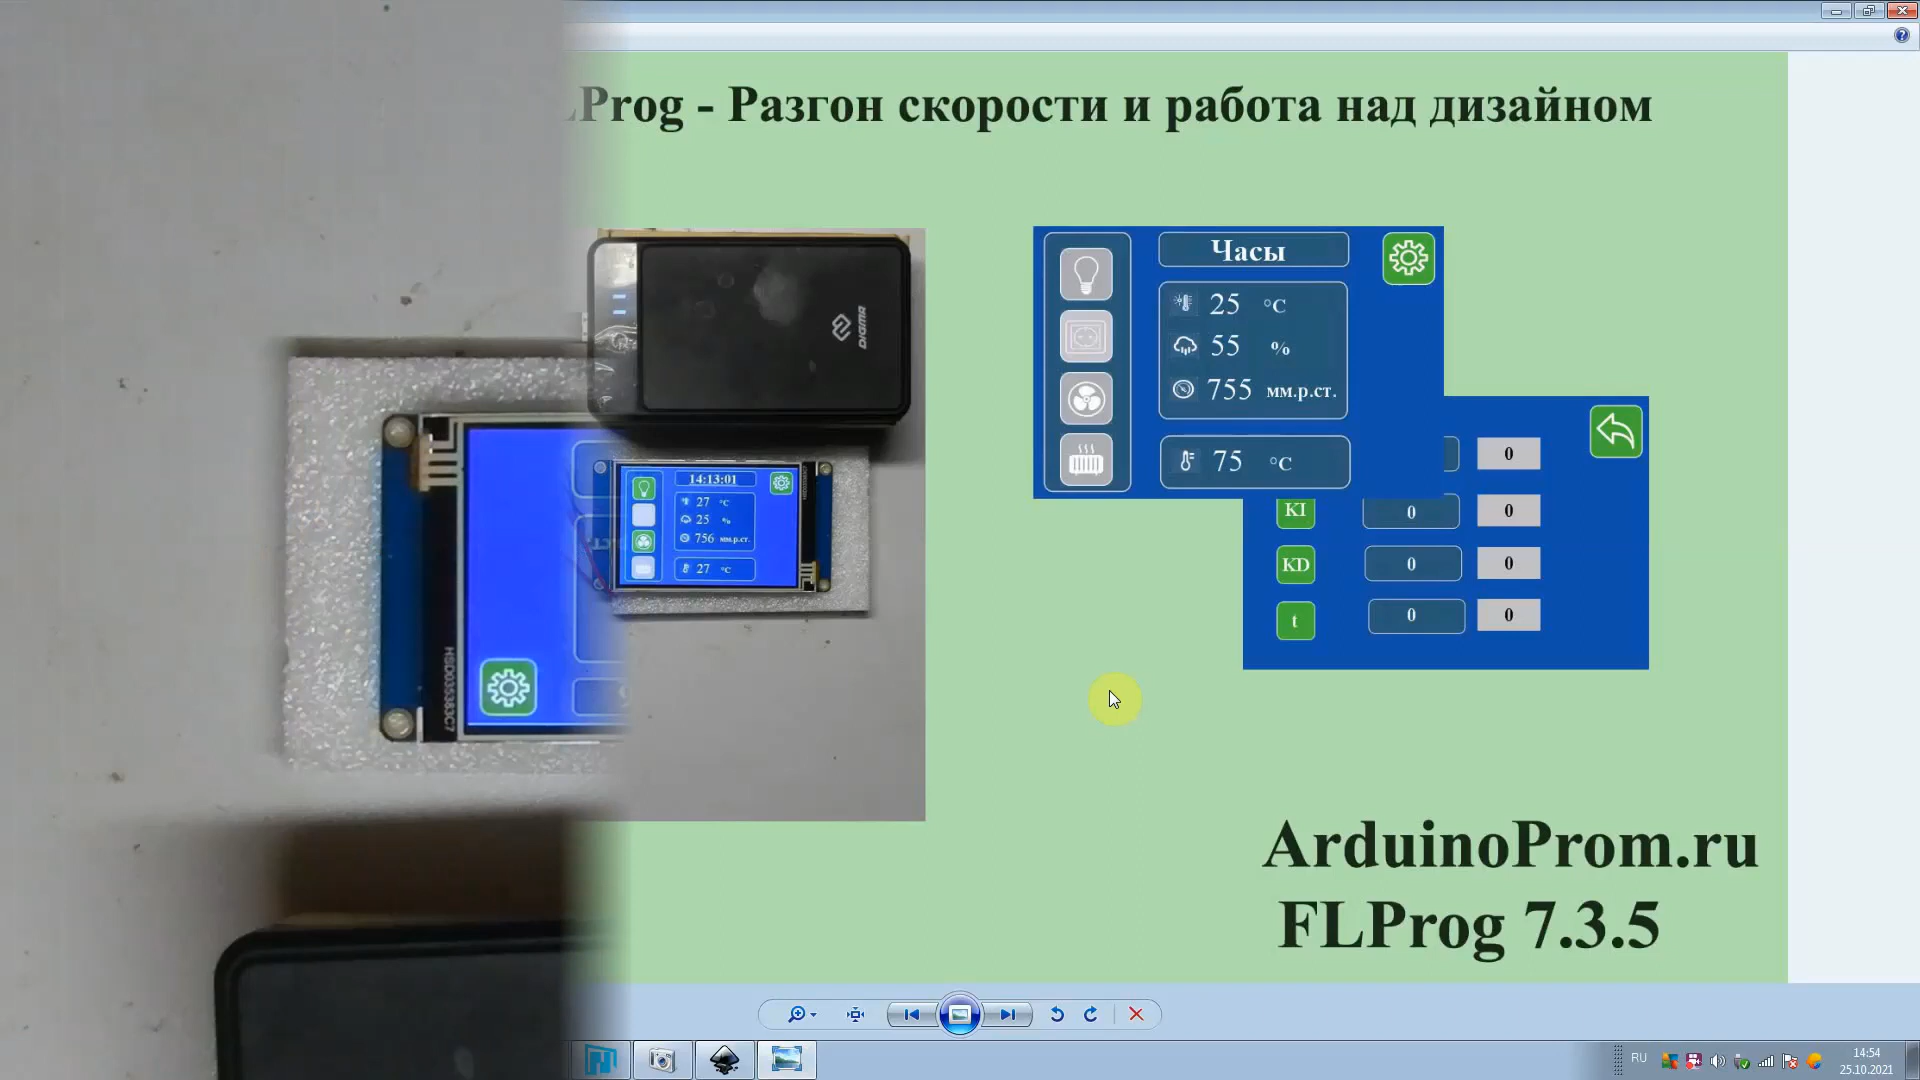 LProg - Разгон скорости и работа над дизайном
DIGMA
HSD035383C7
14:13:01
27 °C
25 %
756 мм.р.ст.
27 °C
Часы
25 °C
55 %
755 мм.р.ст.
75 °C
0
KI 0 0
KD 0 0
t 0 0
ArduinoProm.ru
FLProg 7.3.5
RU
14:54
25.10.2021